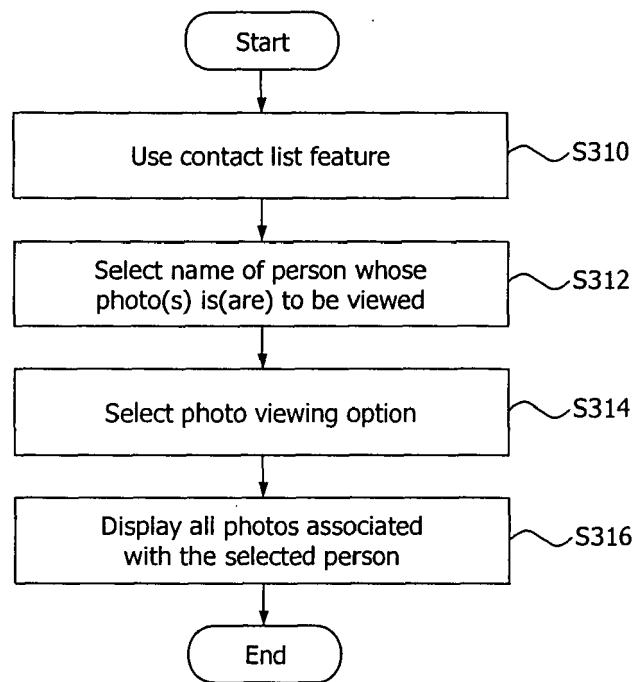 Start
Use contact list feature
S310
Select name of person whose
photo(s) is(are) to be viewed
S312
Select photo viewing option
S314
Display all photos associated
with the selected person
S316
End